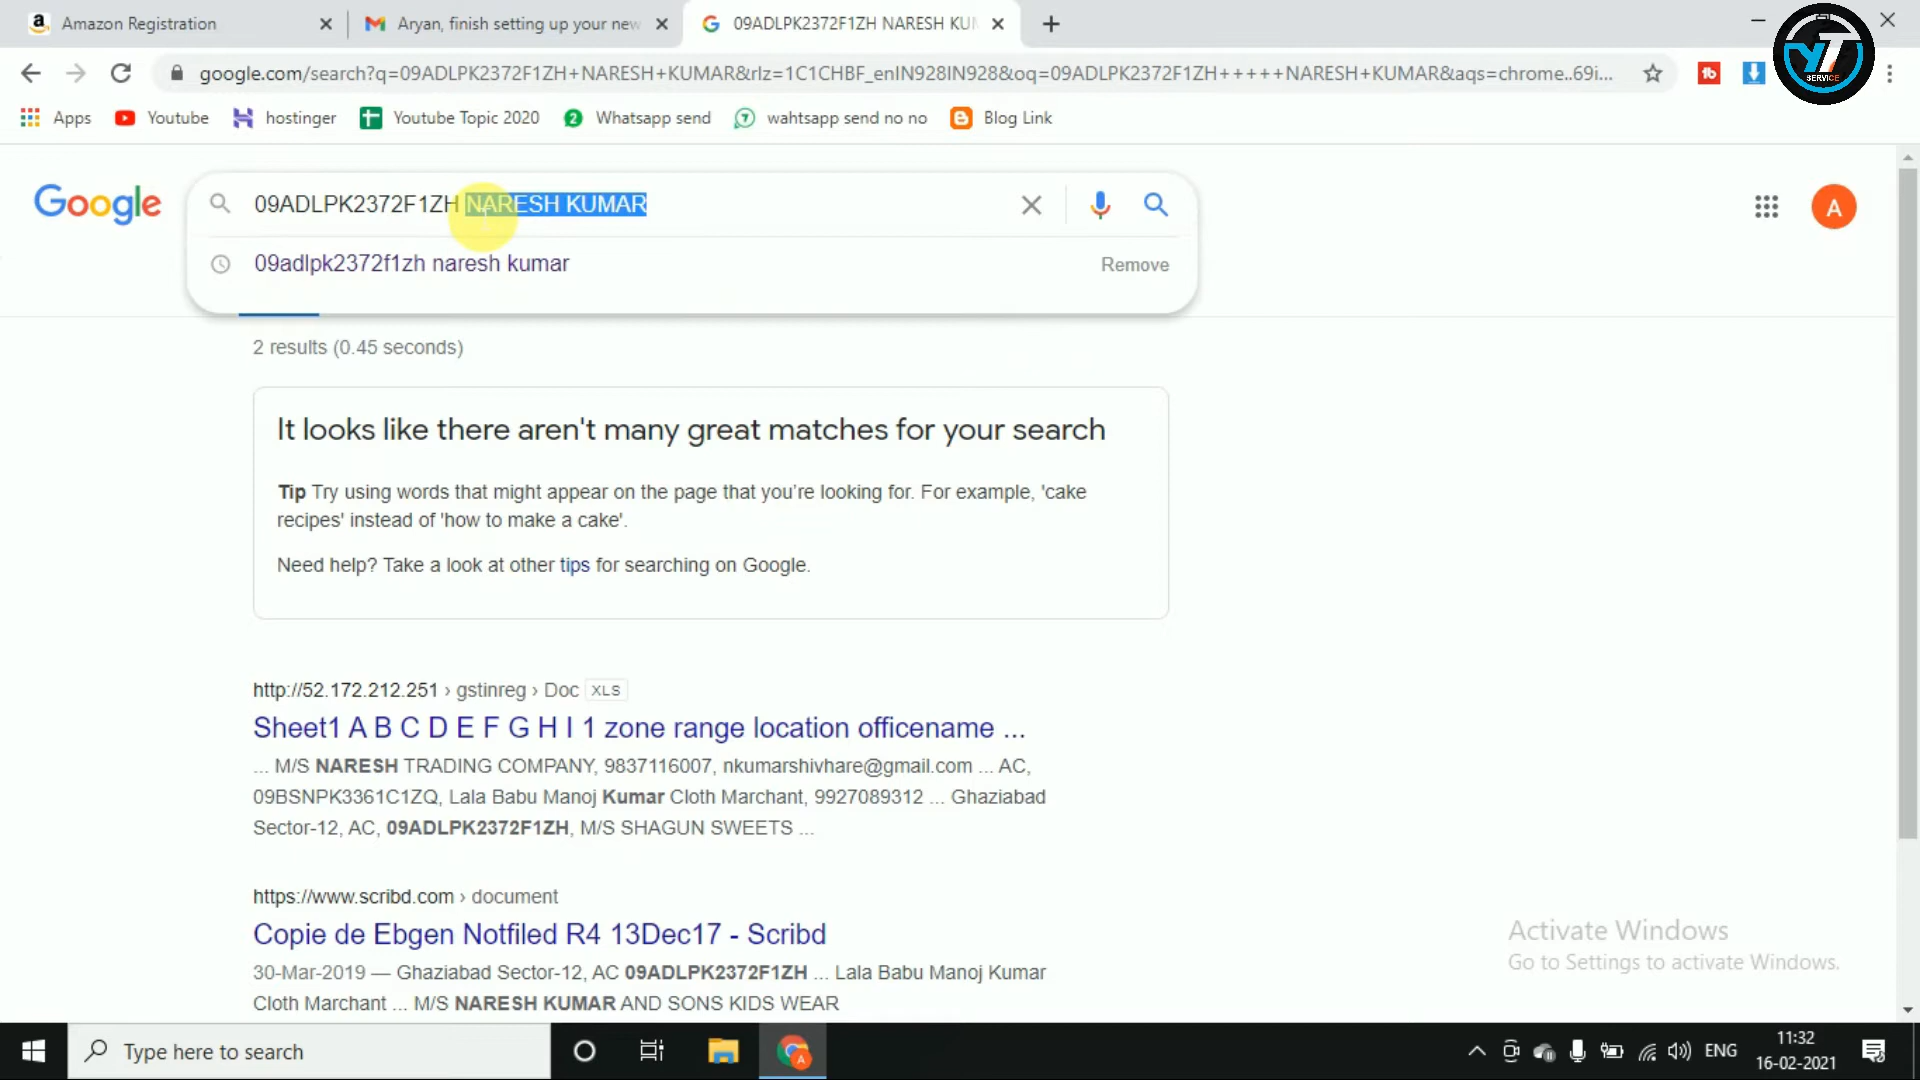 Amazon Registration
Aryan, finish setting up your new
09ADLPK2372F1ZH NARESH KUN
google.com/search?q=09ADLPK2372F1ZH+NARESH+KUMAR&rlz=1C1CHBF_enIN928IN928&oq=09ADLPK2372F1ZH+++++NARESH+KUMAR&aqs=chrome..69i...
YT
SERVICE
Apps
Youtube
hostinger
Youtube Topic 2020
Whatsapp send
wahtsapp send no no
Blog Link
Google
09ADLPK2372F1ZH NARESH KUMAR
A
09adlpk2372f1zh naresh kumar
Remove
2 results (0.45 seconds)
It looks like there aren't many great matches for your search
Tip Try using words that might appear on the page that you're looking for. For example, 'cake
recipes' instead of 'how to make a cake'.
Need help? Take a look at other tips for searching on Google.
http://52.172.212.251 › gstinreg › Doc XLS
Sheet1 A B C D E F G H I 1 zone range location officename ...
... M/S NARESH TRADING COMPANY, 9837116007, nkumarshivhare@gmail.com ... AC,
09BSNPK3361C1ZQ, Lala Babu Manoj Kumar Cloth Marchant, 9927089312 ... Ghaziabad
Sector-12, AC, 09ADLPK2372F1ZH, M/S SHAGUN SWEETS ...
https://www.scribd.com › document
Copie de Ebgen Notfiled R4 13Dec17 - Scribd
30-Mar-2019 — Ghaziabad Sector-12, AC 09ADLPK2372F1ZH ... Lala Babu Manoj Kumar
Cloth Marchant ... M/S NARESH KUMAR AND SONS KIDS WEAR
Activate Windows
Go to Settings to activate Windows.
Type here to search
ENG
11:32
16-02-2021